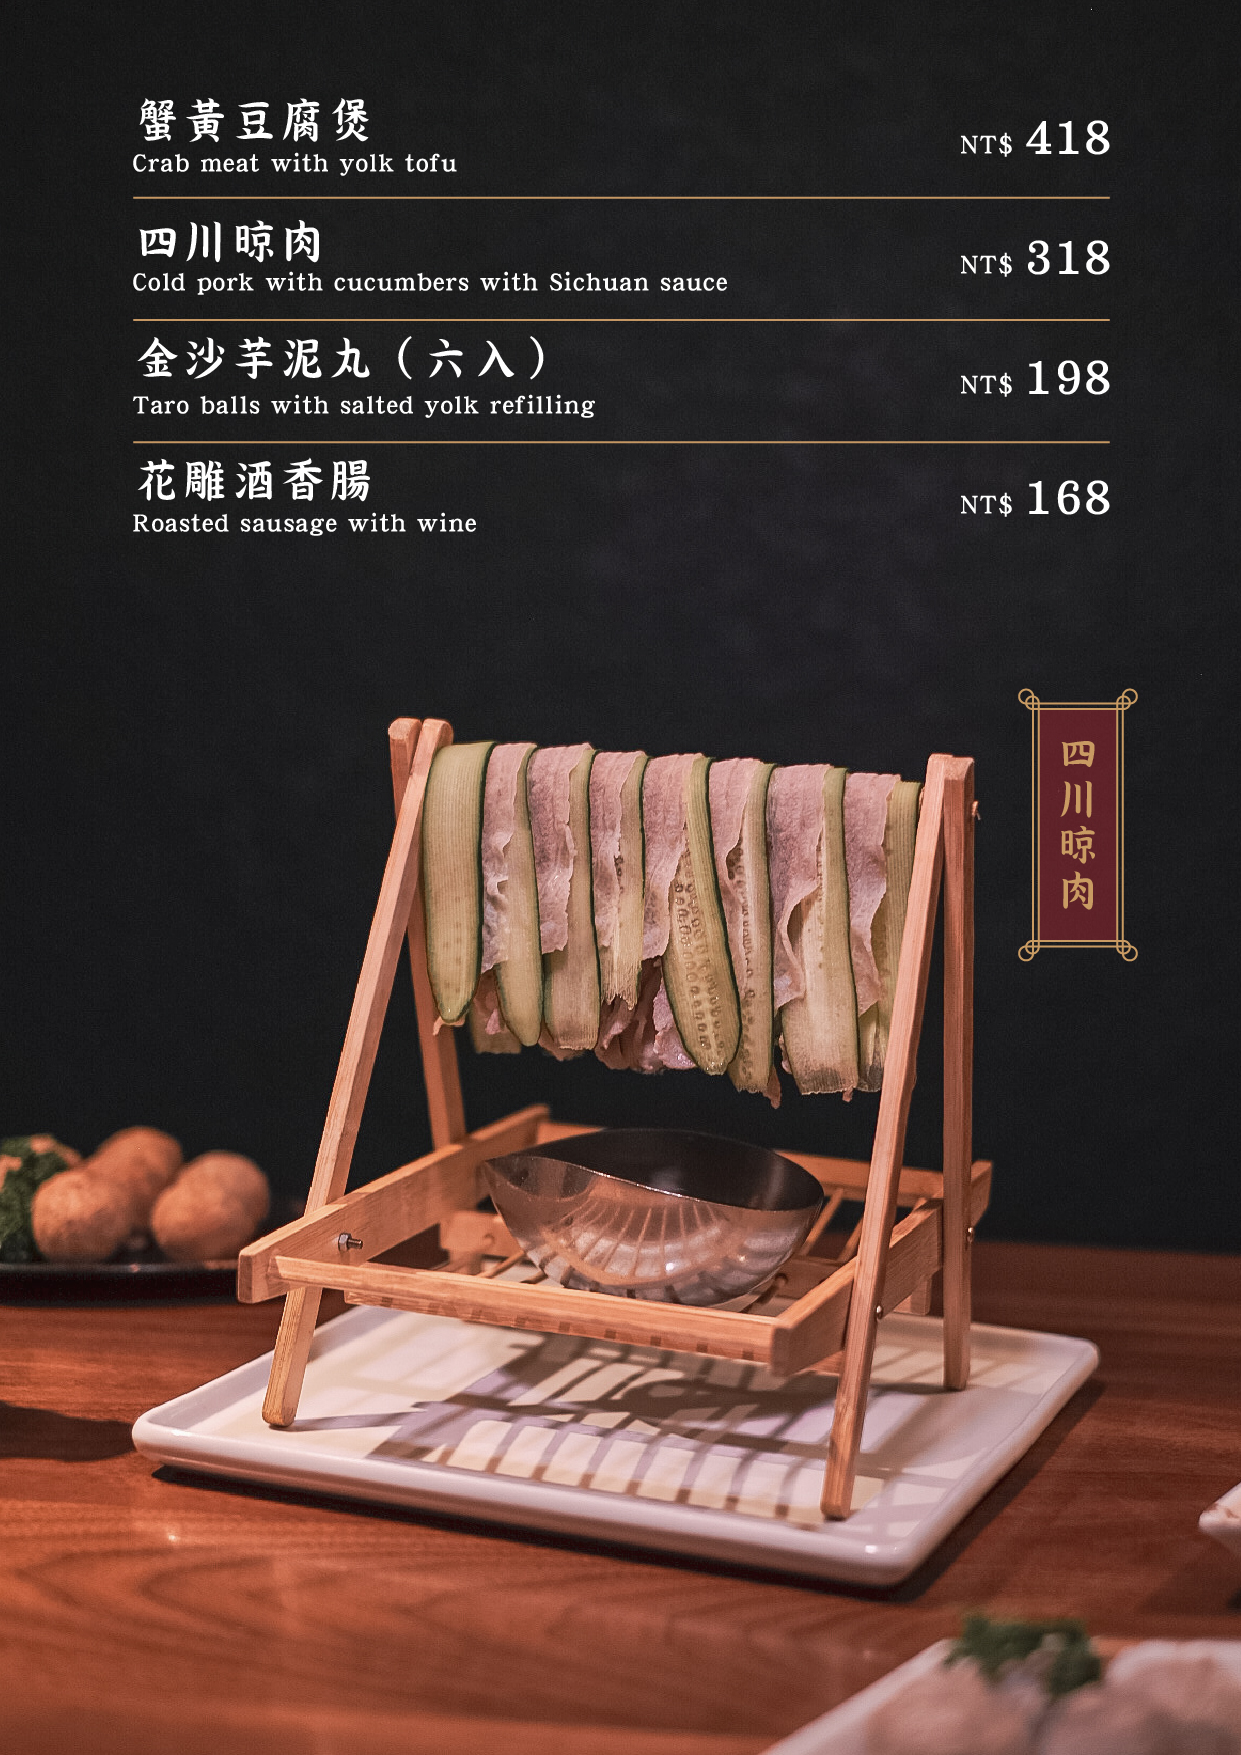 蟹黃豆腐煲
Crab meat with yolk tofu
NT$ 418
四川晾肉
Cold pork with cucumbers with Sichuan sauce
NT$ 318
金沙芋泥丸（六入）
Taro balls with salted yolk refilling
NT$ 198
花雕酒香腸
Roasted sausage with wine
NT$ 168
四川晾肉